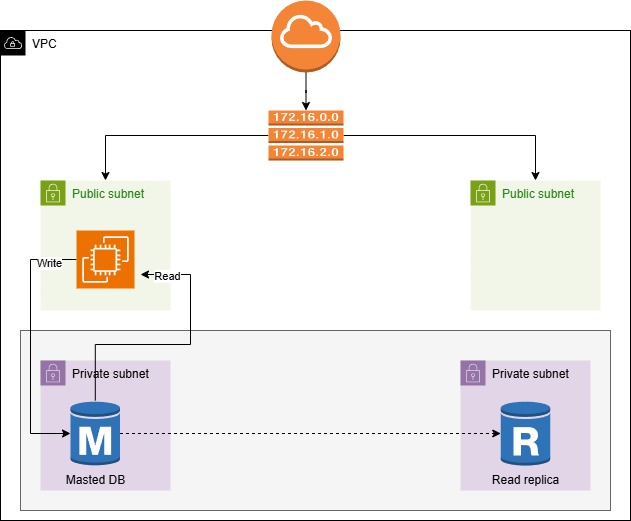 VPC
172.16.0.0
172.16.1.0
172.16.2.0
Public subnet
Public subnet
Write
Read
Private subnet
Private subnet
M
R
Masted DB
Read replica